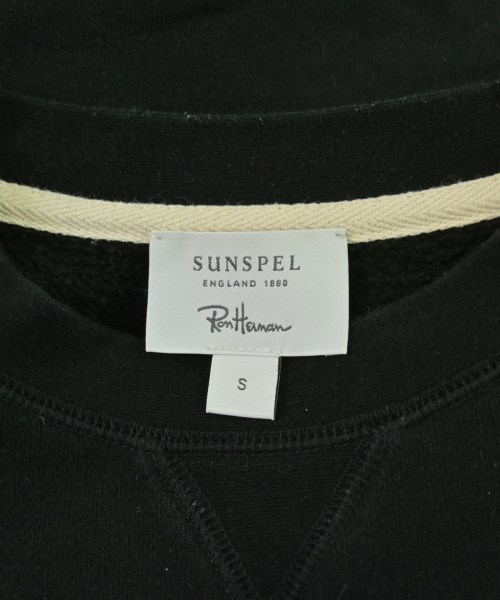 SUNSPEL
ENGLAND 1860
Ron Herman
S